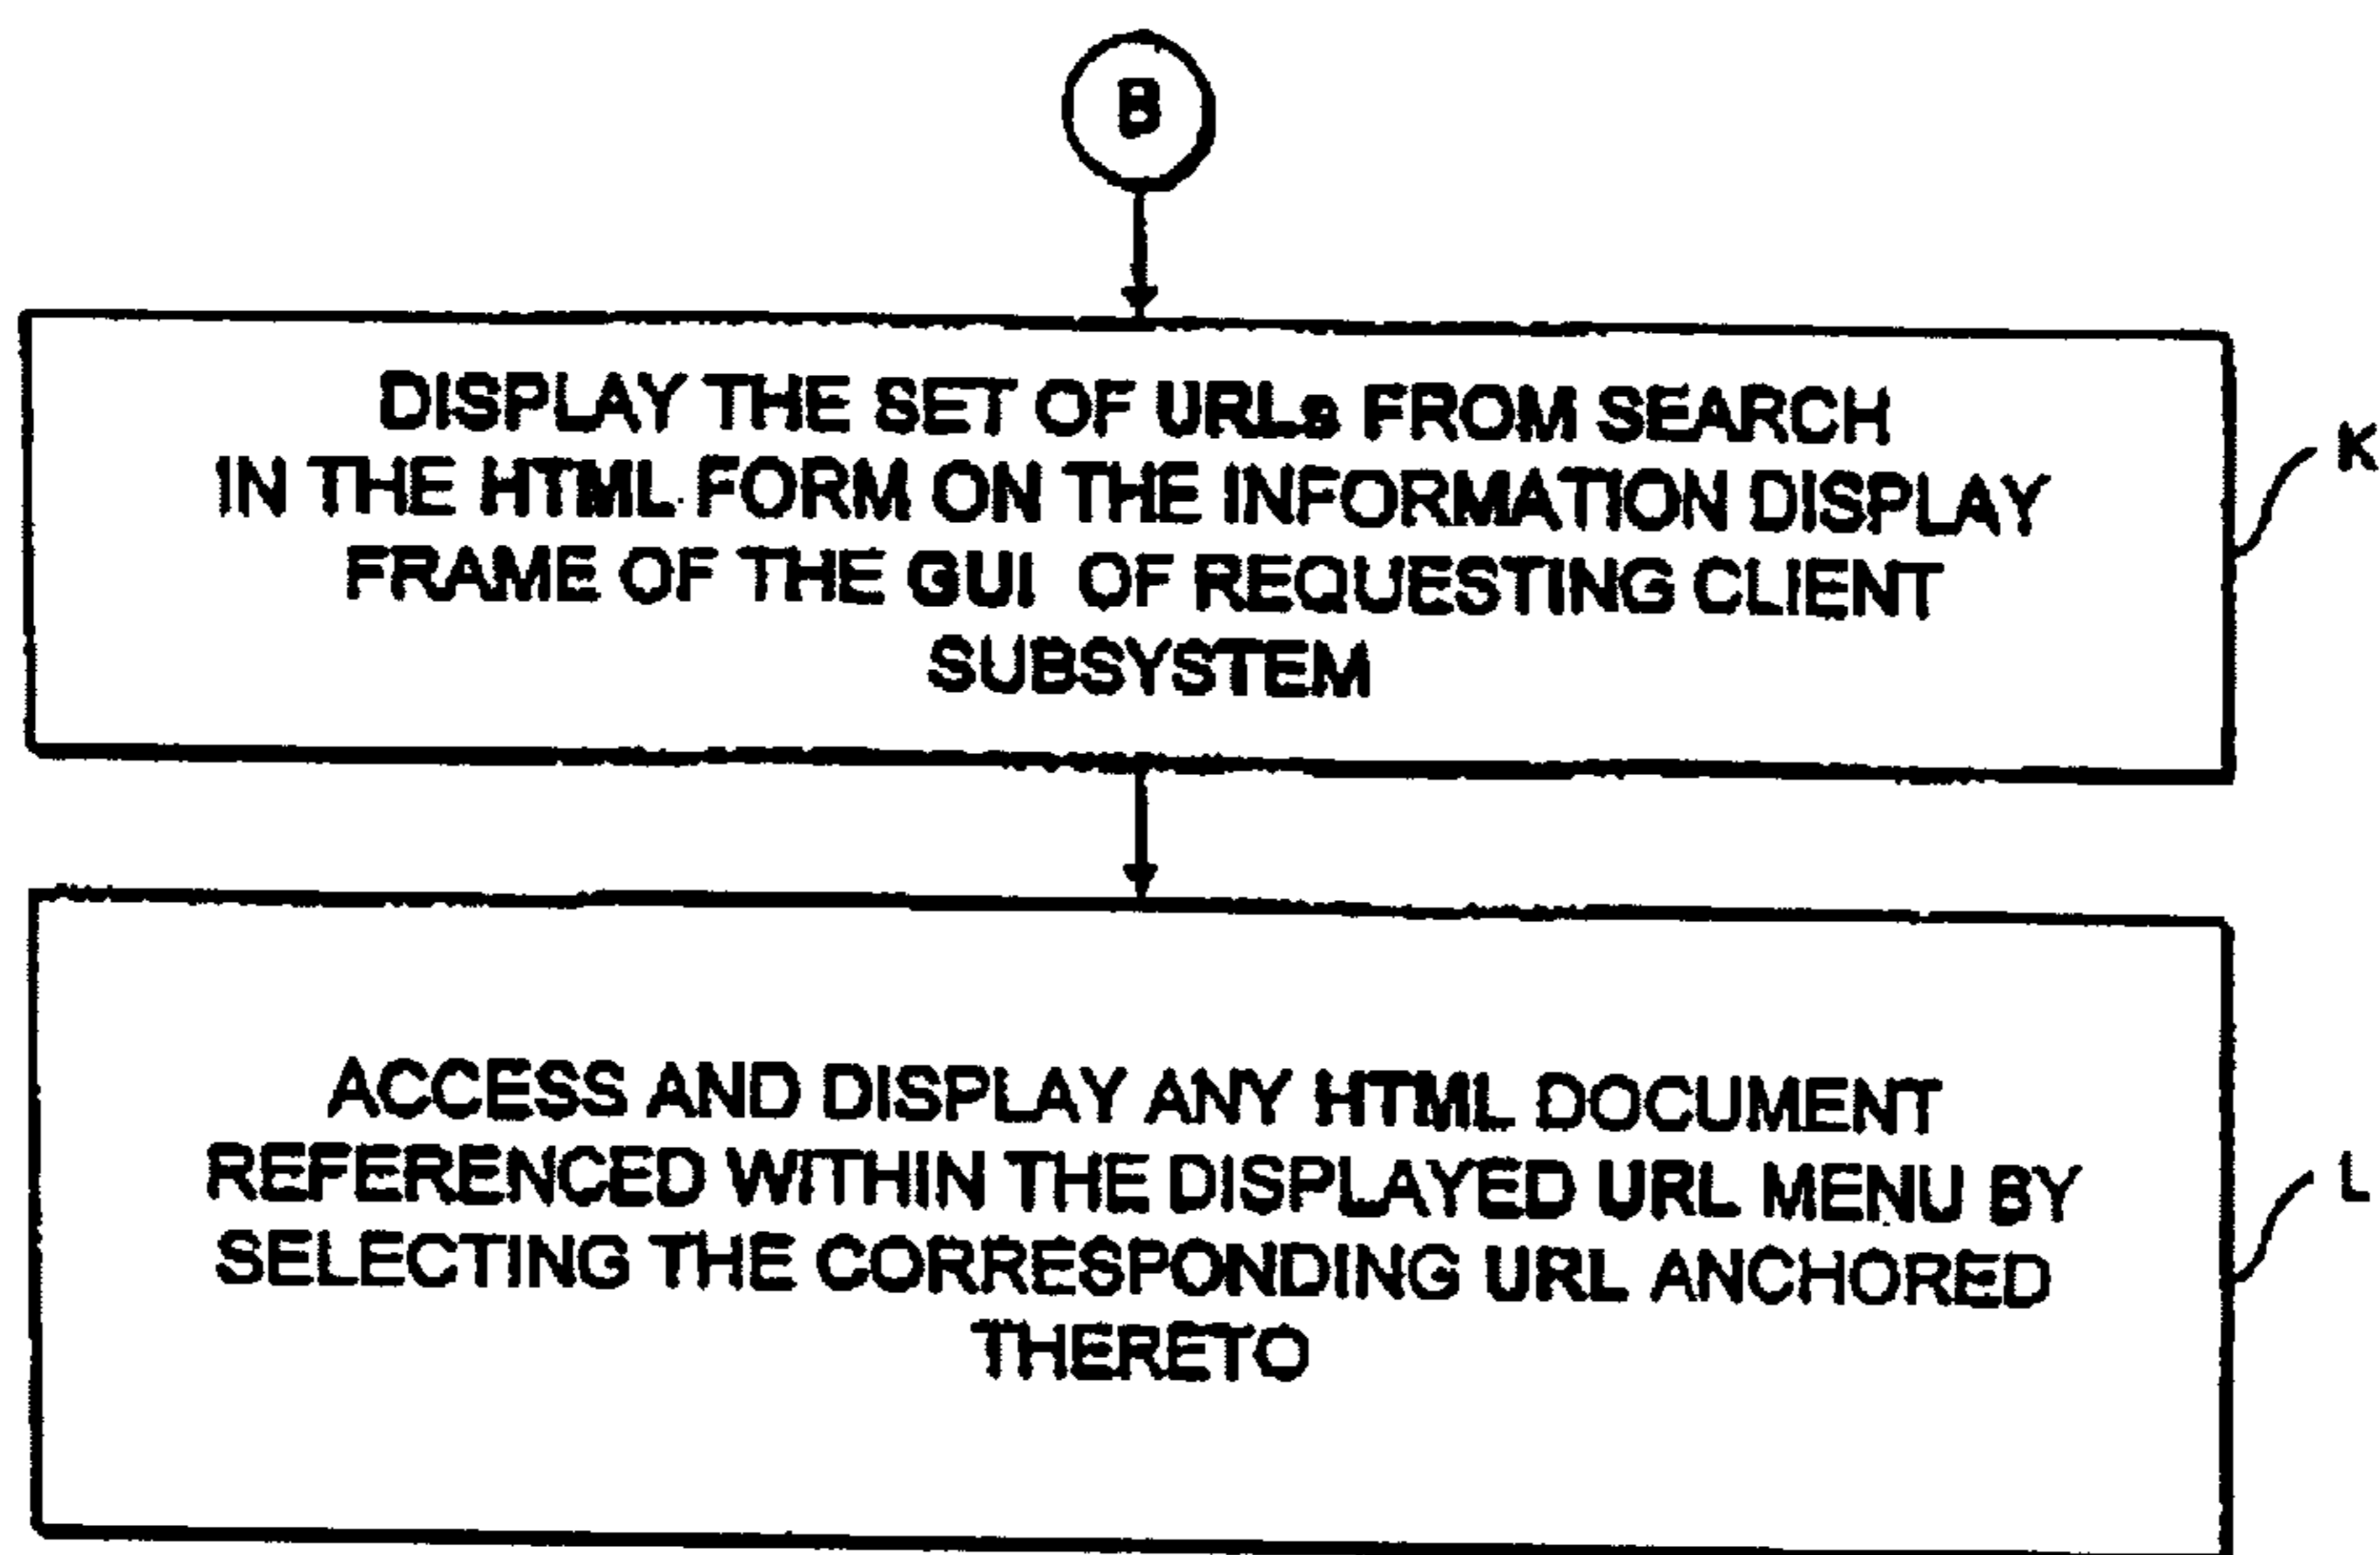 B
DISPLAY THE SET OF URLs FROM SEARCH
IN THE HTML FORM ON THE INFORMATION DISPLAY
FRAME OF THE GUI OF REQUESTING CLIENT
SUBSYSTEM
K
ACCESS AND DISPLAY ANY HTML DOCUMENT
REFERENCED WITHIN THE DISPLAYED URL MENU BY
SELECTING THE CORRESPONDING URL ANCHORED
THERETO
L